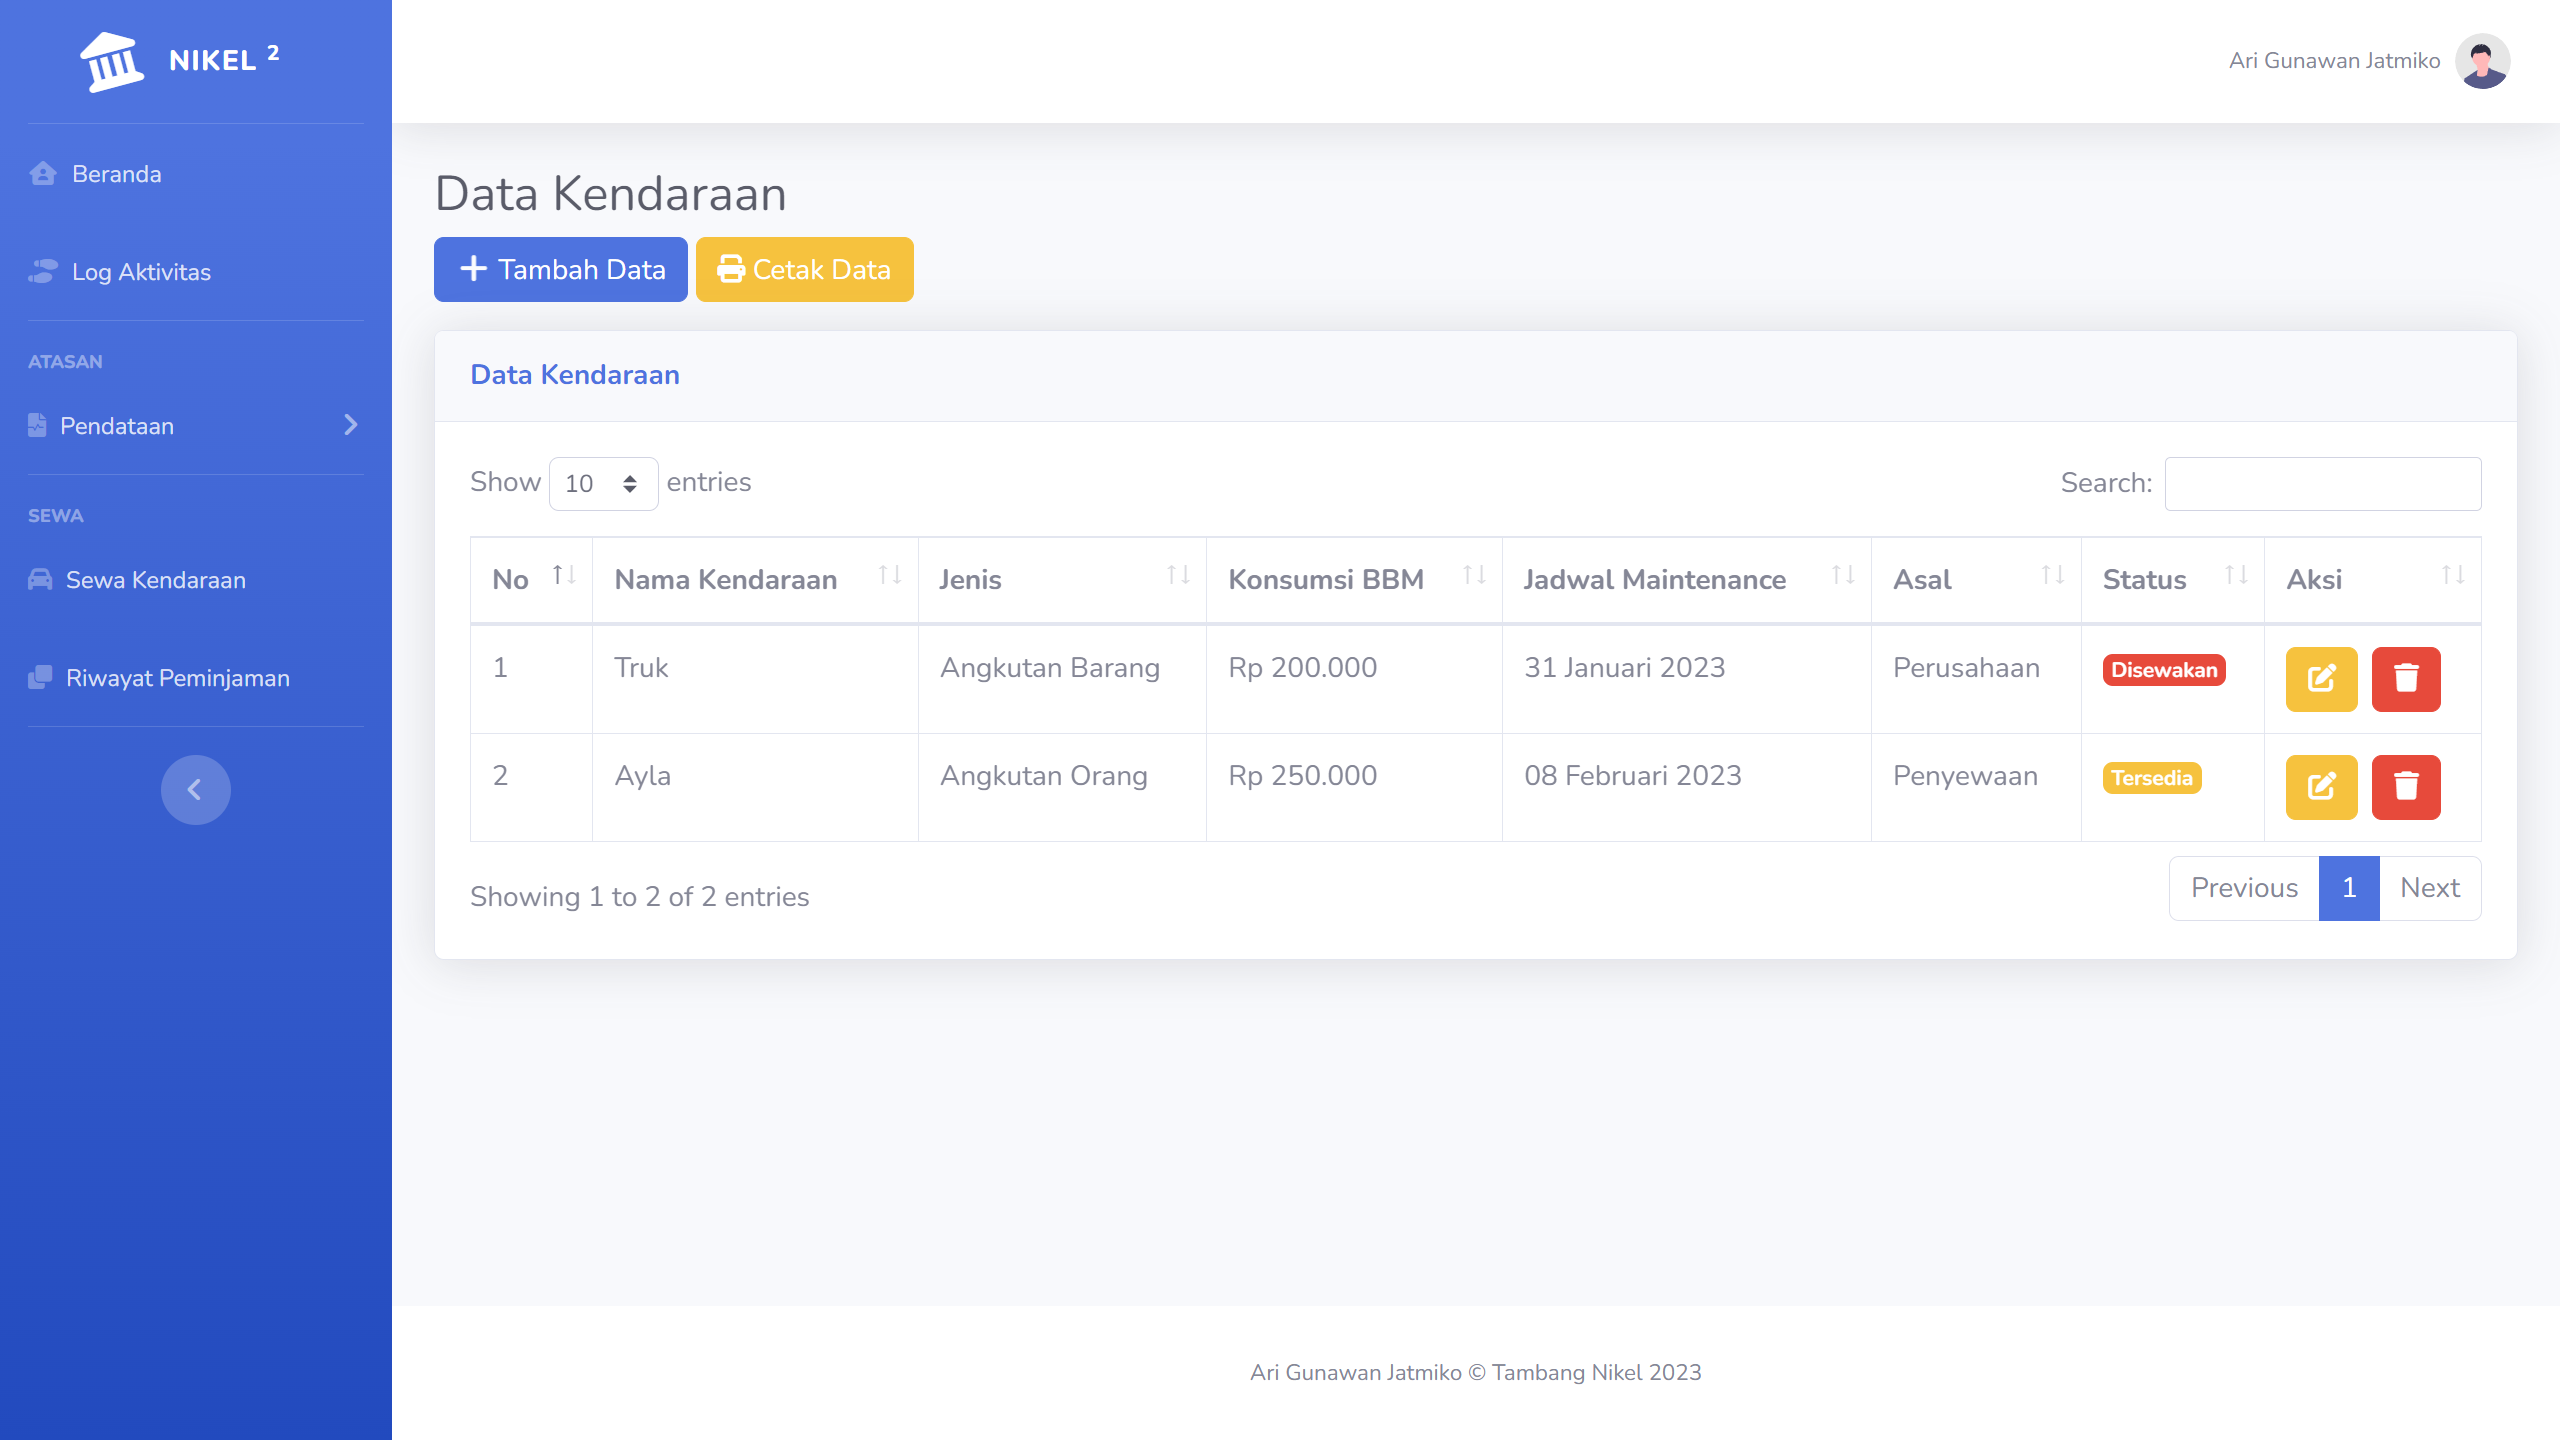 NIKEL 2
Ari Gunawan Jatmiko
Beranda
Log Aktivitas
ATASAN
Pendataan
SEWA
Sewa Kendaraan
Riwayat Peminjaman
Data Kendaraan
Tambah Data Cetak Data
Data Kendaraan
Show 10 entries Search:
No Nama Kendaraan Jenis Konsumsi BBM Jadwal Maintenance Asal Status Aksi
1 Truk Angkutan Barang Rp 200.000 31 Januari 2023 Perusahaan Disewakan
2 Ayla Angkutan Orang Rp 250.000 08 Februari 2023 Penyewaan Tersedia
Showing 1 to 2 of 2 entries Previous 1 Next
Ari Gunawan Jatmiko © Tambang Nikel 2023